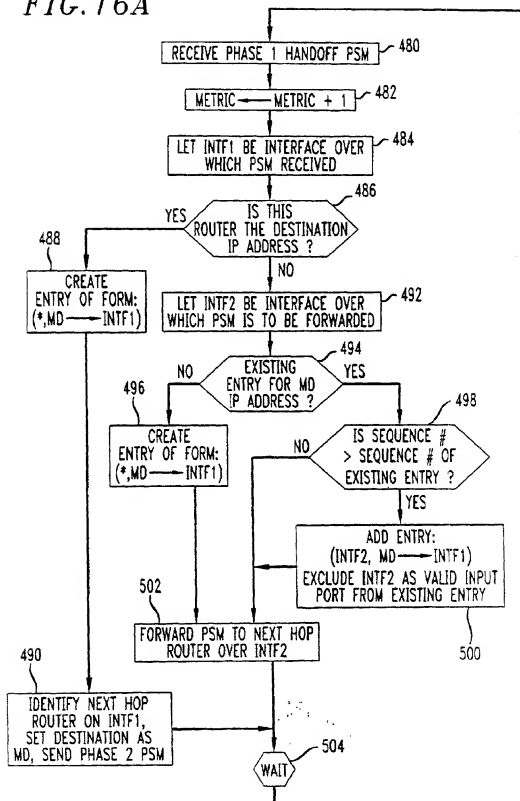 FIG. 16A
RECEIVE PHASE 1 HANDOFF PSM
480
METRIC ← METRIC + 1
482
LET INTF1 BE INTERFACE OVER
WHICH PSM RECEIVED
484
IS THIS
ROUTER THE DESTINATION
IP ADDRESS ?
486
YES
NO
488
CREATE
ENTRY OF FORM:
(*,MD → INTF1)
LET INTF2 BE INTERFACE OVER
WHICH PSM IS TO BE FORWARDED
492
EXISTING
ENTRY FOR MD
IP ADDRESS ?
494
NO
YES
496
CREATE
ENTRY OF FORM:
(*,MD → INTF1)
IS SEQUENCE #
> SEQUENCE # OF
EXISTING ENTRY ?
498
NO
YES
ADD ENTRY:
(INTF2, MD → INTF1)
EXCLUDE INTF2 AS VALID INPUT
PORT FROM EXISTING ENTRY
500
502
FORWARD PSM TO NEXT HOP
ROUTER OVER INTF2
490
IDENTIFY NEXT HOP
ROUTER ON INTF1,
SET DESTINATION AS
MD, SEND PHASE 2 PSM
WAIT
504